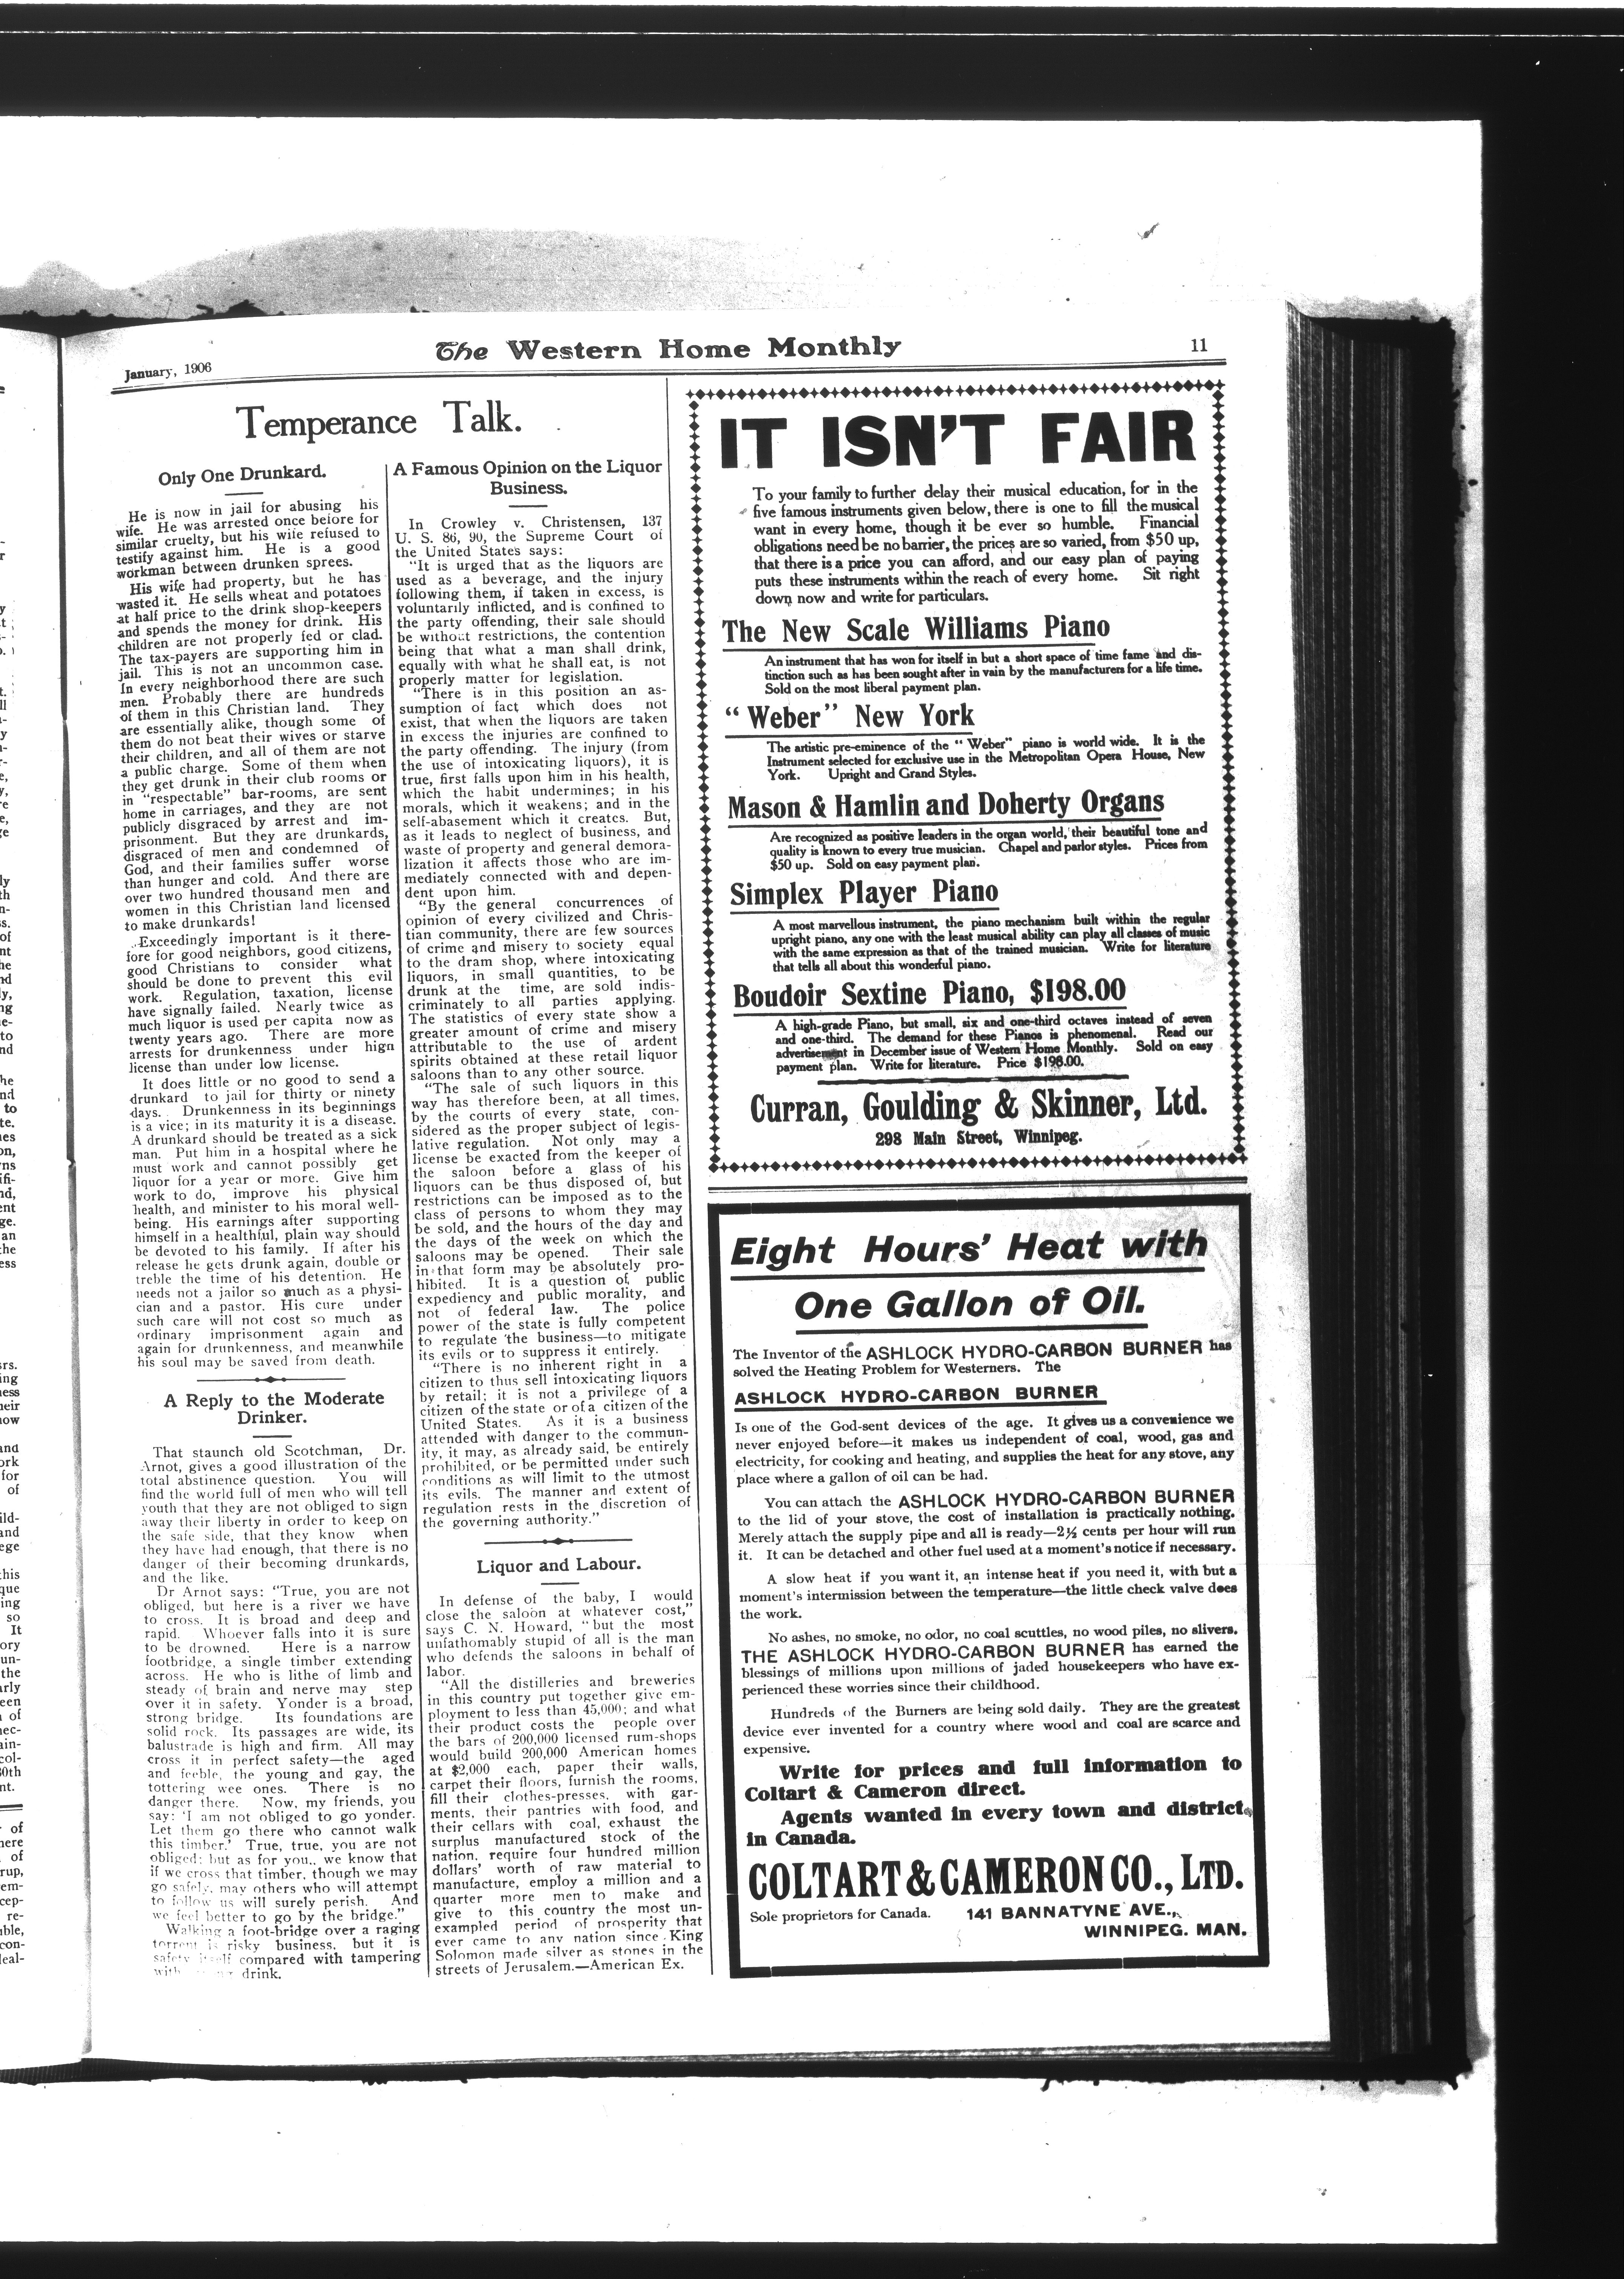 January, 1906
The Western Home Monthly
11
Temperance Talk.
Only One Drunkard.
He is now in jail for abusing his
wife. He was arrested once before for
similar cruelty, but his wife refused to
testify against him. He is a good
workman between drunken sprees.
His wife had property, but he has
wasted it. He sells wheat and potatoes
at half price to the drink shop-keepers
and spends the money for drink. His
children are not properly fed or clad.
The tax-payers are supporting him in
jail. This is not an uncommon case.
In every neighborhood there are such
men. Probably there are hundreds
of them in this Christian land. They
are essentially alike, though some of
them do not beat their wives or starve
their children, and all of them are not
a public charge. Some of them when
they get drunk in their club rooms or
in "respectable" bar-rooms, are sent
home in carriages, and they are not
publicly disgraced by arrest and im-
prisonment. But they are drunkards,
disgraced of men and condemned of
God, and their families suffer worse
than hunger and cold. And there are
over two hundred thousand men and
women in this Christian land licensed
to make drunkards!
Exceedingly important is it there-
fore for good neighbors, good citizens,
good Christians to consider what
should be done to prevent this evil
work. Regulation, taxation, license
have signally failed. Nearly twice as
much liquor is used per capita now as
twenty years ago. There are more
arrests for drunkenness under hign
license than under low license.
It does little or no good to send a
drunkard to jail for thirty or ninety
days. Drunkenness in its beginnings
is a vice; in its maturity it is a disease.
A drunkard should be treated as a sick
man. Put him in a hospital where he
must work and cannot possibly get
liquor for a year or more. Give him
work to do, improve his physical
health, and minister to his moral well-
being. His earnings after supporting
himself in a healthful, plain way should
be devoted to his family. If after his
release he gets drunk again, double or
treble the time of his detention. He
needs not a jailor so much as a physi-
cian and a pastor. His cure under
such care will not cost so much as
ordinary imprisonment again and
again for drunkenness, and meanwhile
his soul may be saved from death.
A Reply to the Moderate
Drinker.
That staunch old Scotchman, Dr.
Arnot, gives a good illustration of the
total abstinence question. You will
find the world full of men who will tell
youth that they are not obliged to sign
away their liberty in order to keep on
the safe side, that they know when
they have had enough, that there is no
danger of their becoming drunkards,
and the like.
Dr Arnot says: "True, you are not
obliged, but here is a river we have
to cross. It is broad and deep and
rapid. Whoever falls into it is sure
to be drowned. Here is a narrow
footbridge, a single timber extending
across. He who is lithe of limb and
steady of brain and nerve may step
over it in safety. Yonder is a broad,
strong bridge. Its foundations are
solid rock. Its passages are wide, its
balustrade is high and firm. All may
cross it in perfect safety—the aged
and feeble, the young and gay, the
tottering wee ones. There is no
danger there. Now, my friends, you
say: 'I am not obliged to go yonder.
Let them go there who cannot walk
this timber.' True, true, you are not
obliged; but as for you,, we know that
if we cross that timber, though we may
go safely, may others who will attempt
to follow us will surely perish. And
we feel better to go by the bridge."
Walking a foot-bridge over a raging
torrent is risky business, but it is
safety itself compared with tampering
with drink.
A Famous Opinion on the Liquor
Business.
In Crowley v. Christensen, 137
U. S. 86, 90, the Supreme Court of
the United States says:
"It is urged that as the liquors are
used as a beverage, and the injury
following them, if taken in excess, is
voluntarily inflicted, and is confined to
the party offending, their sale should
be without restrictions, the contention
being that what a man shall drink,
equally with what he shall eat, is not
properly matter for legislation.
"There is in this position an as-
sumption of fact which does not
exist, that when the liquors are taken
in excess the injuries are confined to
the party offending. The injury (from
the use of intoxicating liquors), it is
true, first falls upon him in his health,
which the habit undermines; in his
morals, which it weakens; and in the
self-abasement which it creates. But,
as it leads to neglect of business, and
waste of property and general demora-
lization it affects those who are im-
mediately connected with and depen-
dent upon him.
"By the general concurrences of
opinion of every civilized and Chris-
tian community, there are few sources
of crime and misery to society equal
to the dram shop, where intoxicating
liquors, in small quantities, to be
drunk at the time, are sold indis-
criminately to all parties applying.
The statistics of every state show a
greater amount of crime and misery
attributable to the use of ardent
spirits obtained at these retail liquor
saloons than to any other source.
"The sale of such liquors in this
way has therefore been, at all times,
by the courts of every state, con-
sidered as the proper subject of legis-
lative regulation. Not only may a
license be exacted from the keeper of
the saloon before a glass of his
liquors can be thus disposed of, but
restrictions can be imposed as to the
class of persons to whom they may
be sold, and the hours of the day and
the days of the week on which the
saloons may be opened. Their sale
in that form may be absolutely pro-
hibited. It is a question of public
expediency and public morality, and
not of federal law. The police
power of the state is fully competent
to regulate the business—to mitigate
its evils or to suppress it entirely.
"There is no inherent right in a
citizen to thus sell intoxicating liquors
by retail; it is not a privilege of a
citizen of the state or of a citizen of the
United States. As it is a business
attended with danger to the commun-
ity, it may, as already said, be entirely
prohibited, or be permitted under such
conditions as will limit to the utmost
its evils. The manner and extent of
regulation rests in the discretion of
the governing authority."
Liquor and Labour.
In defense of the baby, I would
close the saloon at whatever cost,"
says C. N. Howard, "but the most
unfathomably stupid of all is the man
who defends the saloons in behalf of
labor.
"All the distilleries and breweries
in this country put together give em-
ployment to less than 45,000; and what
their product costs the people over
the bars of 200,000 licensed rum-shops
would build 200,000 American homes
at $2,000 each, paper their walls,
carpet their floors, furnish the rooms,
fill their clothes-presses, with gar-
ments, their pantries with food, and
their cellars with coal, exhaust the
surplus manufactured stock of the
nation, require four hundred million
dollars' worth of raw material to
manufacture, employ a million and a
quarter more men to make and
give to this country the most un-
exampled period of prosperity that
ever came to any nation since King
Solomon made silver as stones in the
streets of Jerusalem.—American Ex.
IT ISN'T FAIR
To your family to further delay their musical education, for in the
five famous instruments given below, there is one to fill the musical
want in every home, though it be ever so humble. Financial
obligations need be no barrier, the prices are so varied, from $50 up,
that there is a price you can afford, and our easy plan of paying
puts these instruments within the reach of every home. Sit right
down now and write for particulars.
The New Scale Williams Piano
An instrument that has won for itself in but a short space of time fame and dis-
tinction such as has been sought after in vain by the manufacturers for a life time.
Sold on the most liberal payment plan.
"Weber" New York
The artistic pre-eminence of the "Weber" piano is world wide. It is the
Instrument selected for exclusive use in the Metropolitan Opera House, New
York. Upright and Grand Styles.
Mason & Hamlin and Doherty Organs
Are recognized as positive leaders in the organ world, their beautiful tone and
quality is known to every true musician. Chapel and parlor styles. Prices from
$50 up. Sold on easy payment plan.
Simplex Player Piano
A most marvellous instrument, the piano mechanism built within the regular
upright piano, any one with the least musical ability can play all classes of music
with the same expression as that of the trained musician. Write for literature
that tells all about this wonderful piano.
Boudoir Sextine Piano, $198.00
A high-grade Piano, but small, six and one-third octaves instead of seven
and one-third. The demand for these Pianos is phenomenal. Read our
advertisement in December issue of Western Home Monthly. Sold on easy
payment plan. Write for literature. Price $198.00.
Curran, Goulding & Skinner, Ltd.
298 Main Street, Winnipeg.
Eight Hours' Heat with
One Gallon of Oil.
The Inventor of the ASHLOCK HYDRO-CARBON BURNER has
solved the Heating Problem for Westerners. The
ASHLOCK HYDRO-CARBON BURNER
Is one of the God-sent devices of the age. It gives us a convenience we
never enjoyed before—it makes us independent of coal, wood, gas and
electricity, for cooking and heating, and supplies the heat for any stove, any
place where a gallon of oil can be had.
You can attach the ASHLOCK HYDRO-CARBON BURNER
to the lid of your stove, the cost of installation is practically nothing.
Merely attach the supply pipe and all is ready—2½ cents per hour will run
it. It can be detached and other fuel used at a moment's notice if necessary.
A slow heat if you want it, an intense heat if you need it, with but a
moment's intermission between the temperature—the little check valve does
the work.
No ashes, no smoke, no odor, no coal scuttles, no wood piles, no slivers.
THE ASHLOCK HYDRO-CARBON BURNER has earned the
blessings of millions upon millions of jaded housekeepers who have ex-
perienced these worries since their childhood.
Hundreds of the Burners are being sold daily. They are the greatest
device ever invented for a country where wood and coal are scarce and
expensive.
Write for prices and full information to
Coltart & Cameron direct.
Agents wanted in every town and district
in Canada.
COLTART & CAMERON CO., LTD.
Sole proprietors for Canada. 141 BANNATYNE AVE.,
WINNIPEG. MAN.